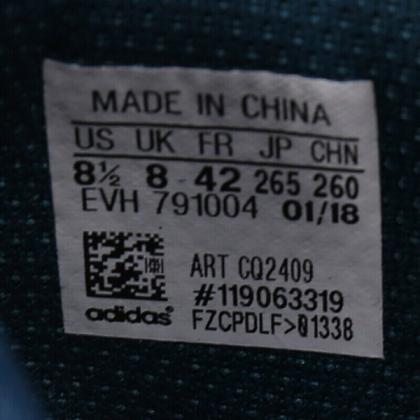 MADE IN CHINA
US UK FR JP CHN
8½ 8 42 265 260
EVH 791004 01/18
ART CQ2409
#119063319
adidas FZCPDLF>01338